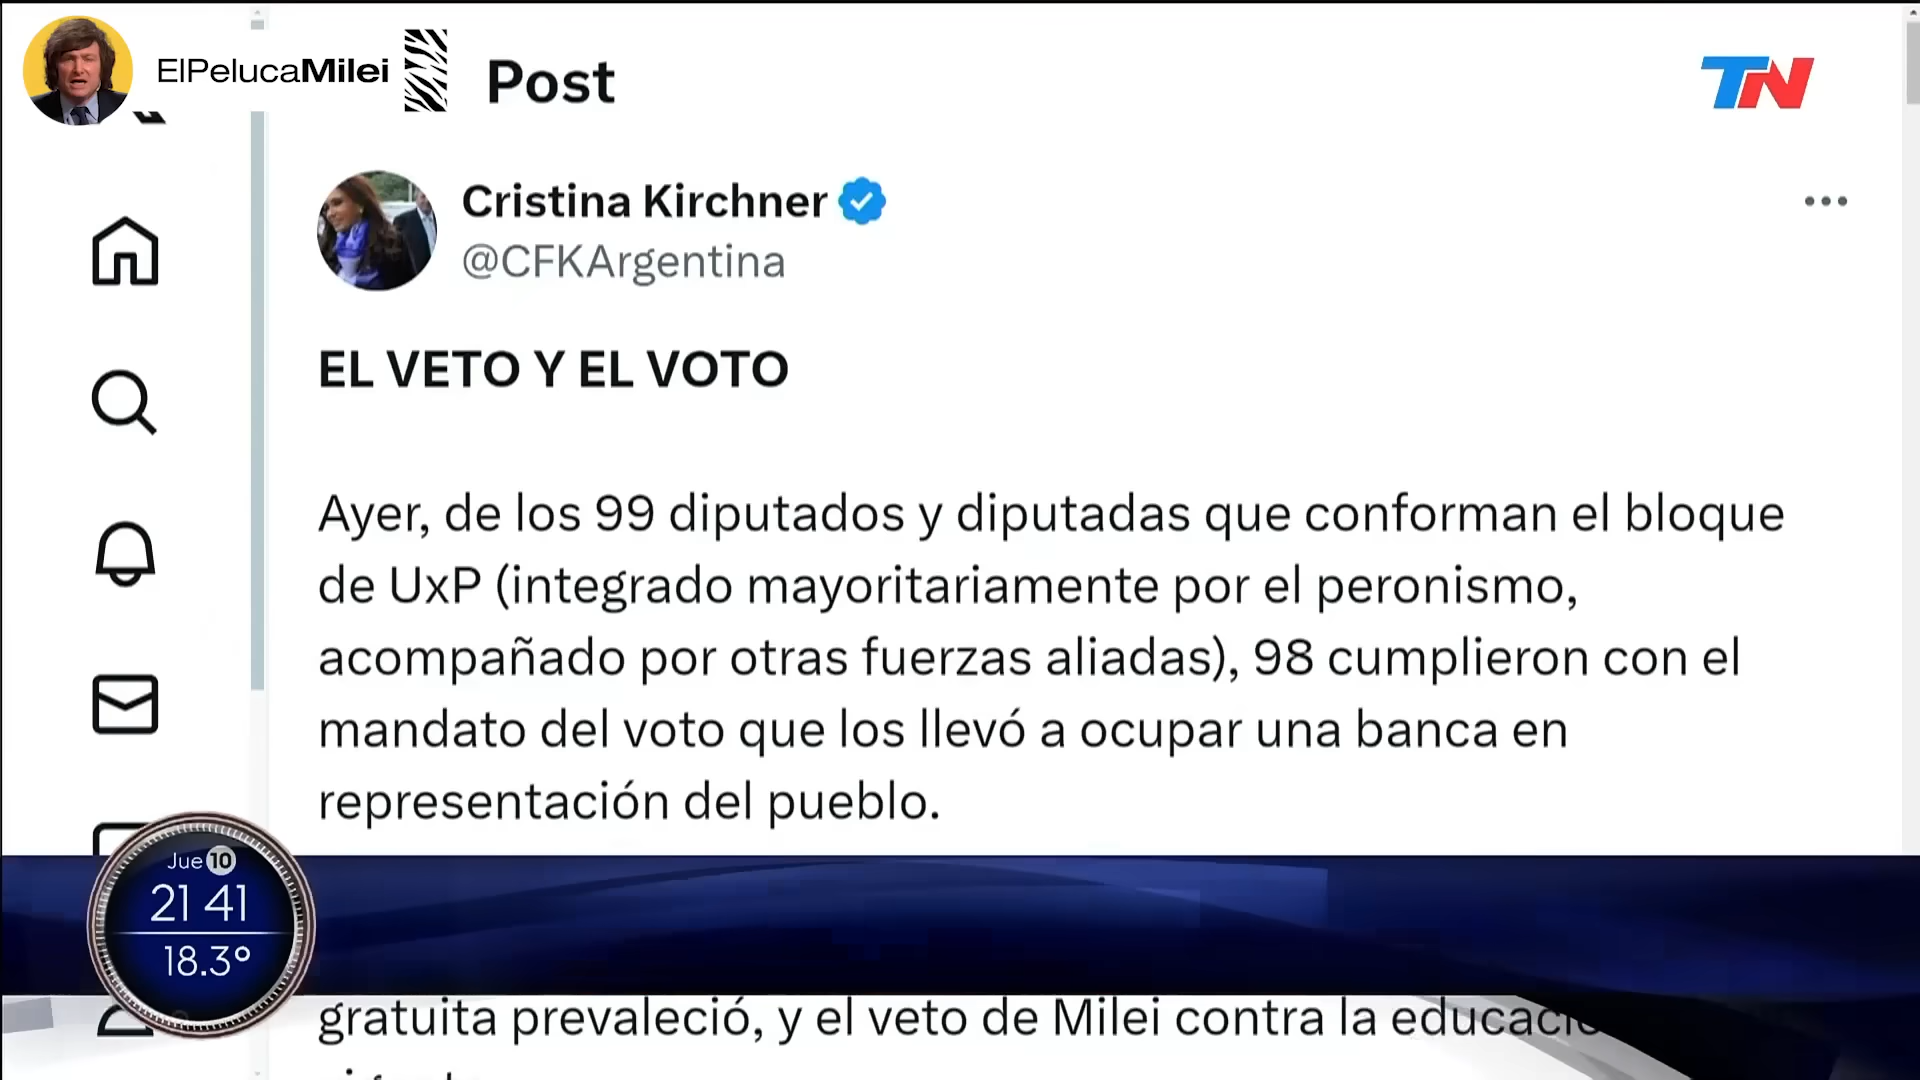 ElPelucaMilei
Post
TN
Cristina Kirchner
@CFKArgentina
EL VETO Y EL VOTO
Ayer, de los 99 diputados y diputadas que conforman el bloque
de UxP (integrado mayoritariamente por el peronismo,
acompañado por otras fuerzas aliadas), 98 cumplieron con el
mandato del voto que los llevó a ocupar una banca en
representación del pueblo.
Jue 10
21 41
18.3°
gratuita prevaleció, y el veto de Milei contra la